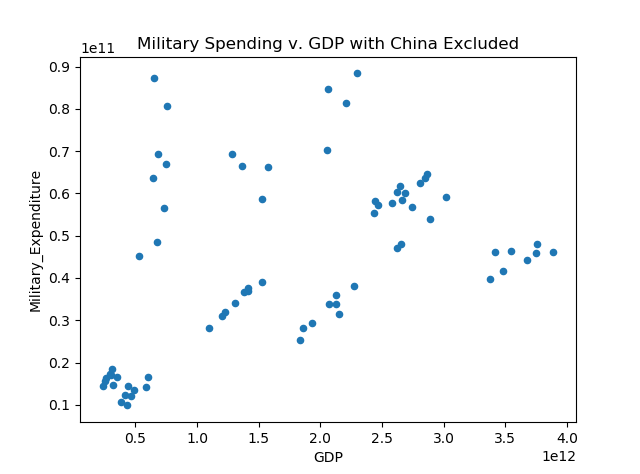 Military Spending v. GDP with China Excluded
1e11
0.9
0.8
0.7
0.6
0.5
0.4
0.3
0.2
0.1
Military_Expenditure
0.5 1.0 1.5 2.0 2.5 3.0 3.5 4.0
GDP
1e12